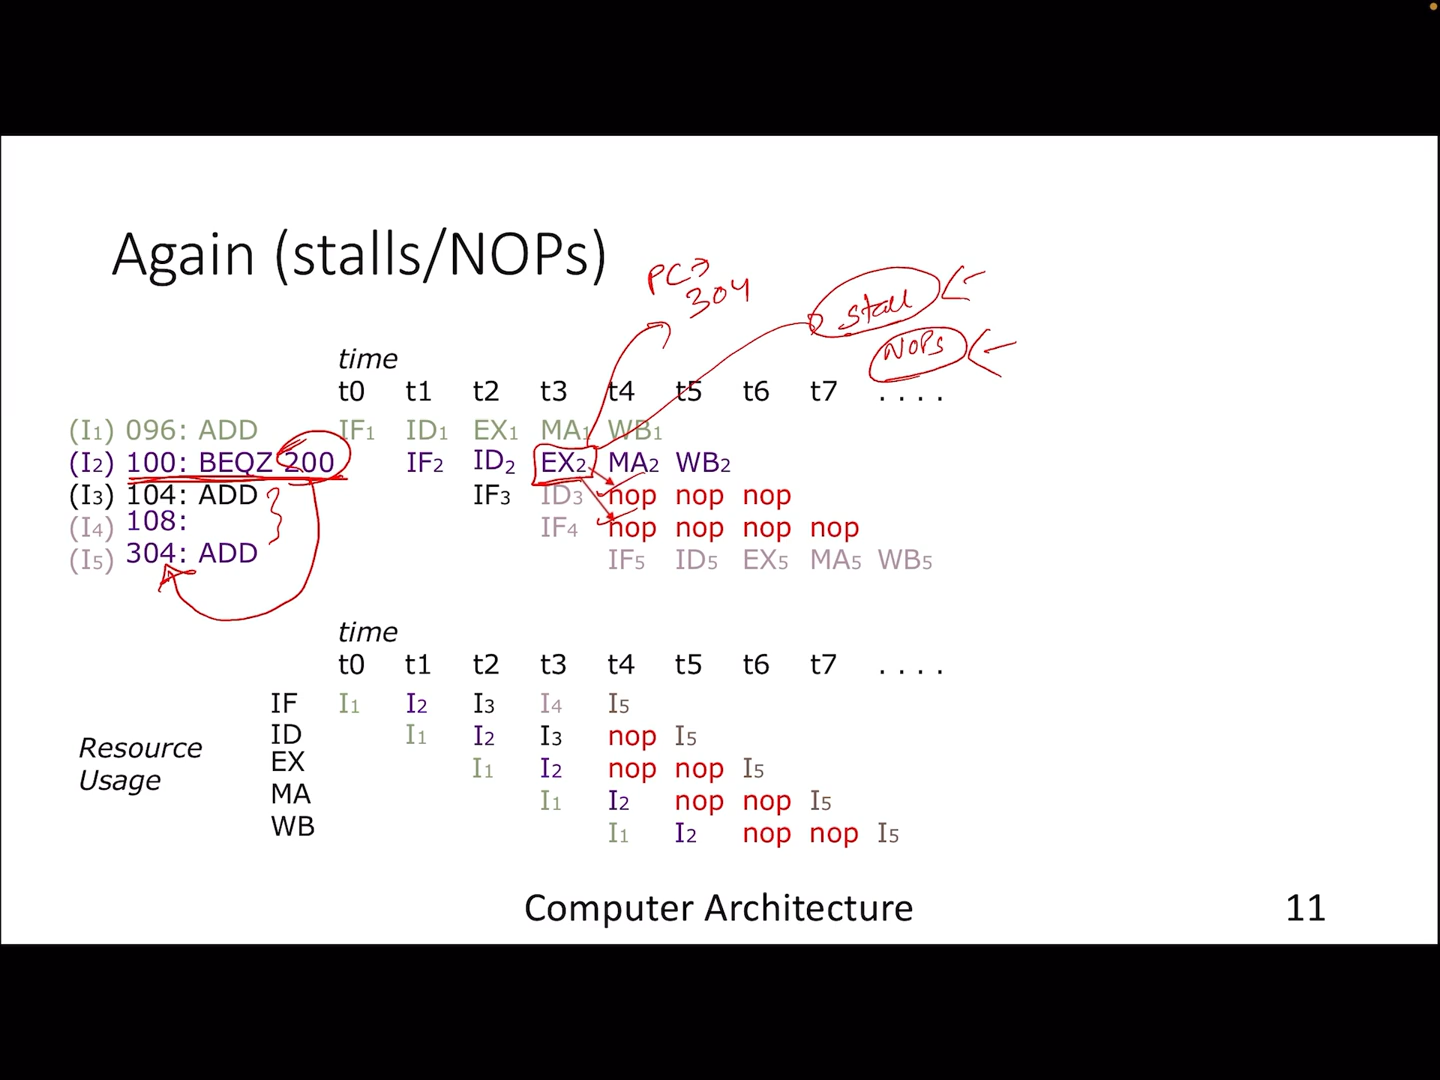 Again (stalls/NOPs)
PC→
304
stall
NOPs
time
t0 t1 t2 t3 t4 t5 t6 t7 . . . .
(I1) 096: ADD IF1 ID1 EX1 MA1 WB1
(I2) 100: BEQZ 200 IF2 ID2 EX2 MA2 WB2
(I3) 104: ADD IF3 ID3 nop nop nop
(I4) 108: IF4 nop nop nop nop
(I5) 304: ADD IF5 ID5 EX5 MA5 WB5
time
t0 t1 t2 t3 t4 t5 t6 t7 . . . .
IF I1 I2 I3 I4 I5
ID I1 I2 I3 nop I5
Resource
Usage
EX I1 I2 nop nop I5
MA I1 I2 nop nop I5
WB I1 I2 nop nop I5
Computer Architecture
11